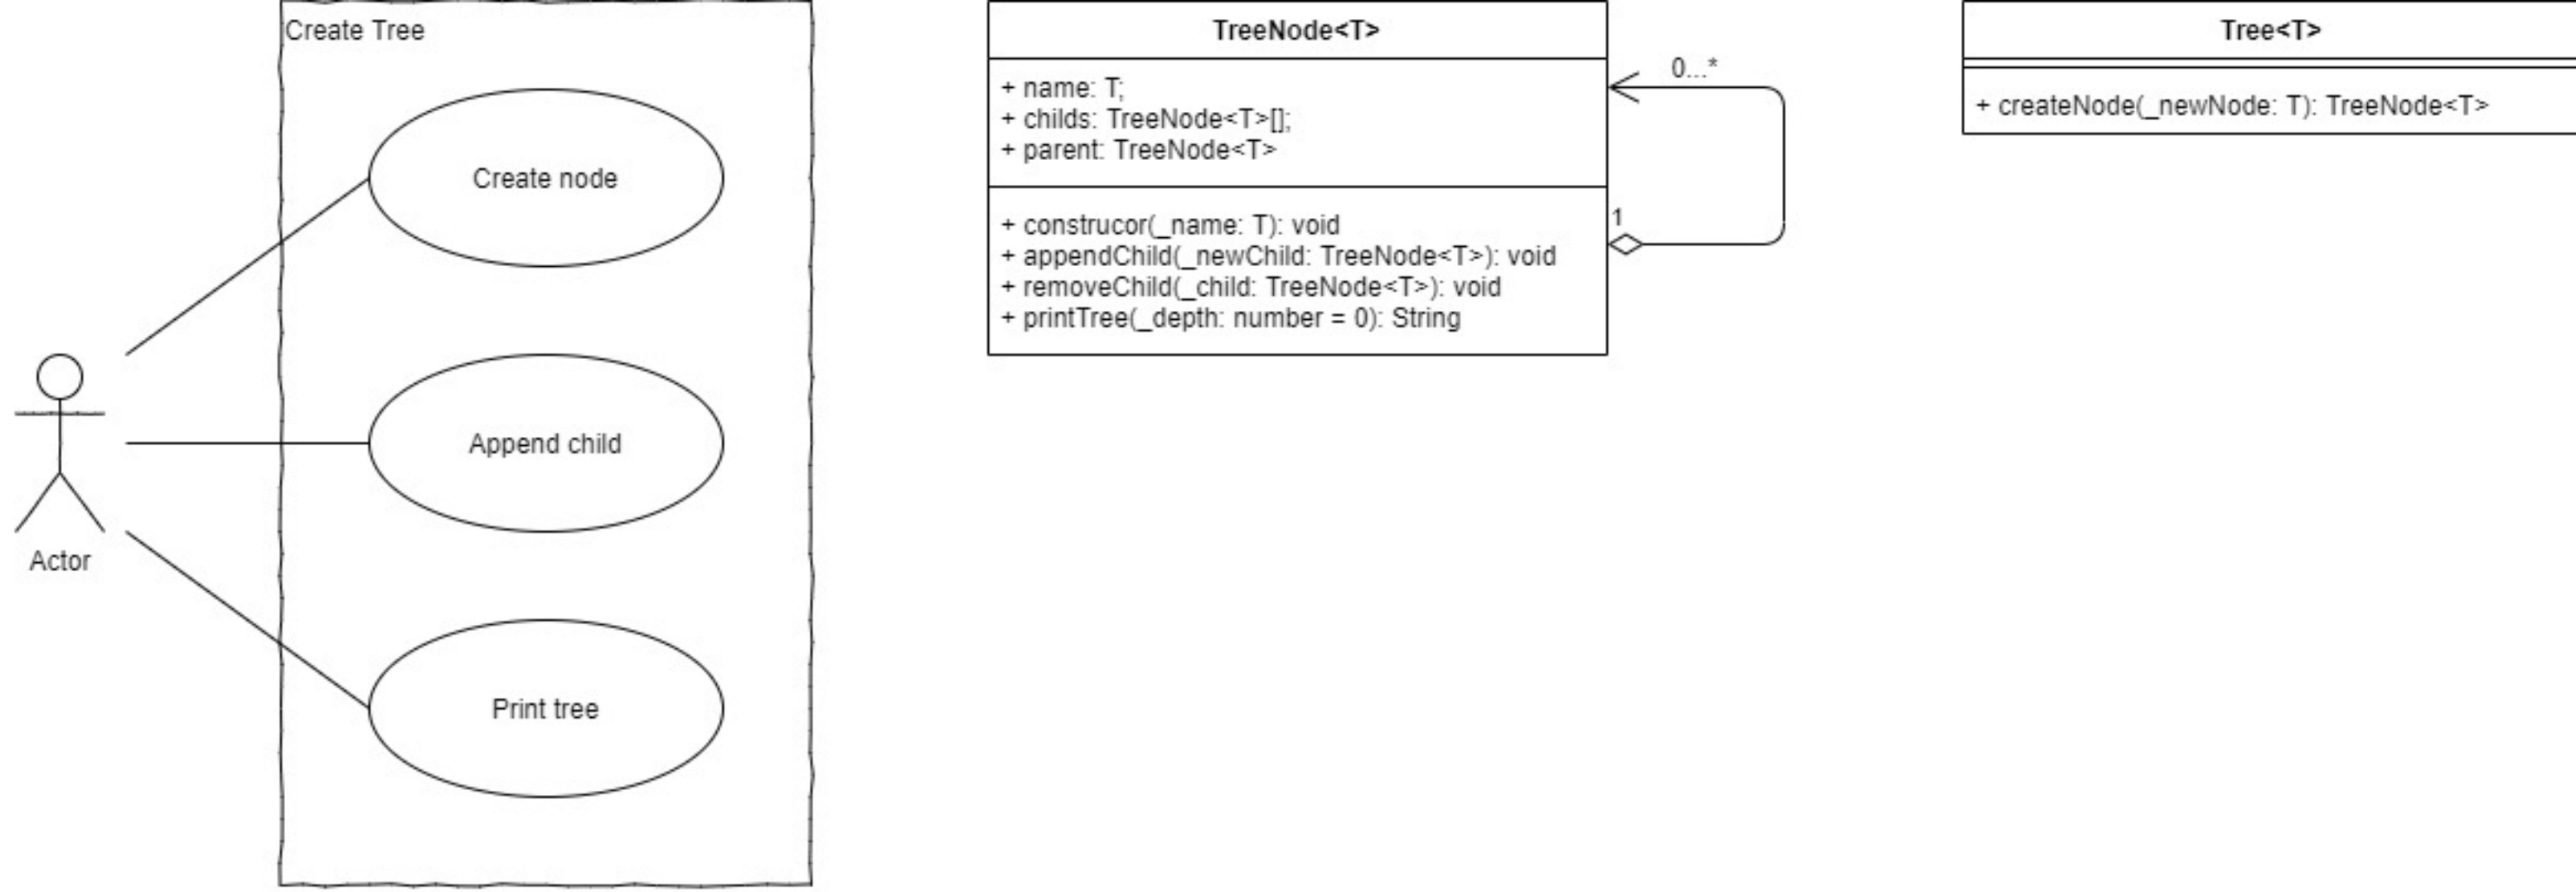 Create Tree
Create node
Append child
Print tree
Actor
TreeNode<T>
+ name: T;
+ childs: TreeNode<T>[];
+ parent: TreeNode<T>
+ construcor(_name: T): void
+ appendChild(_newChild: TreeNode<T>): void
+ removeChild(_child: TreeNode<T>): void
+ printTree(_depth: number = 0): String
0...*
1
Tree<T>
+ createNode(_newNode: T): TreeNode<T>